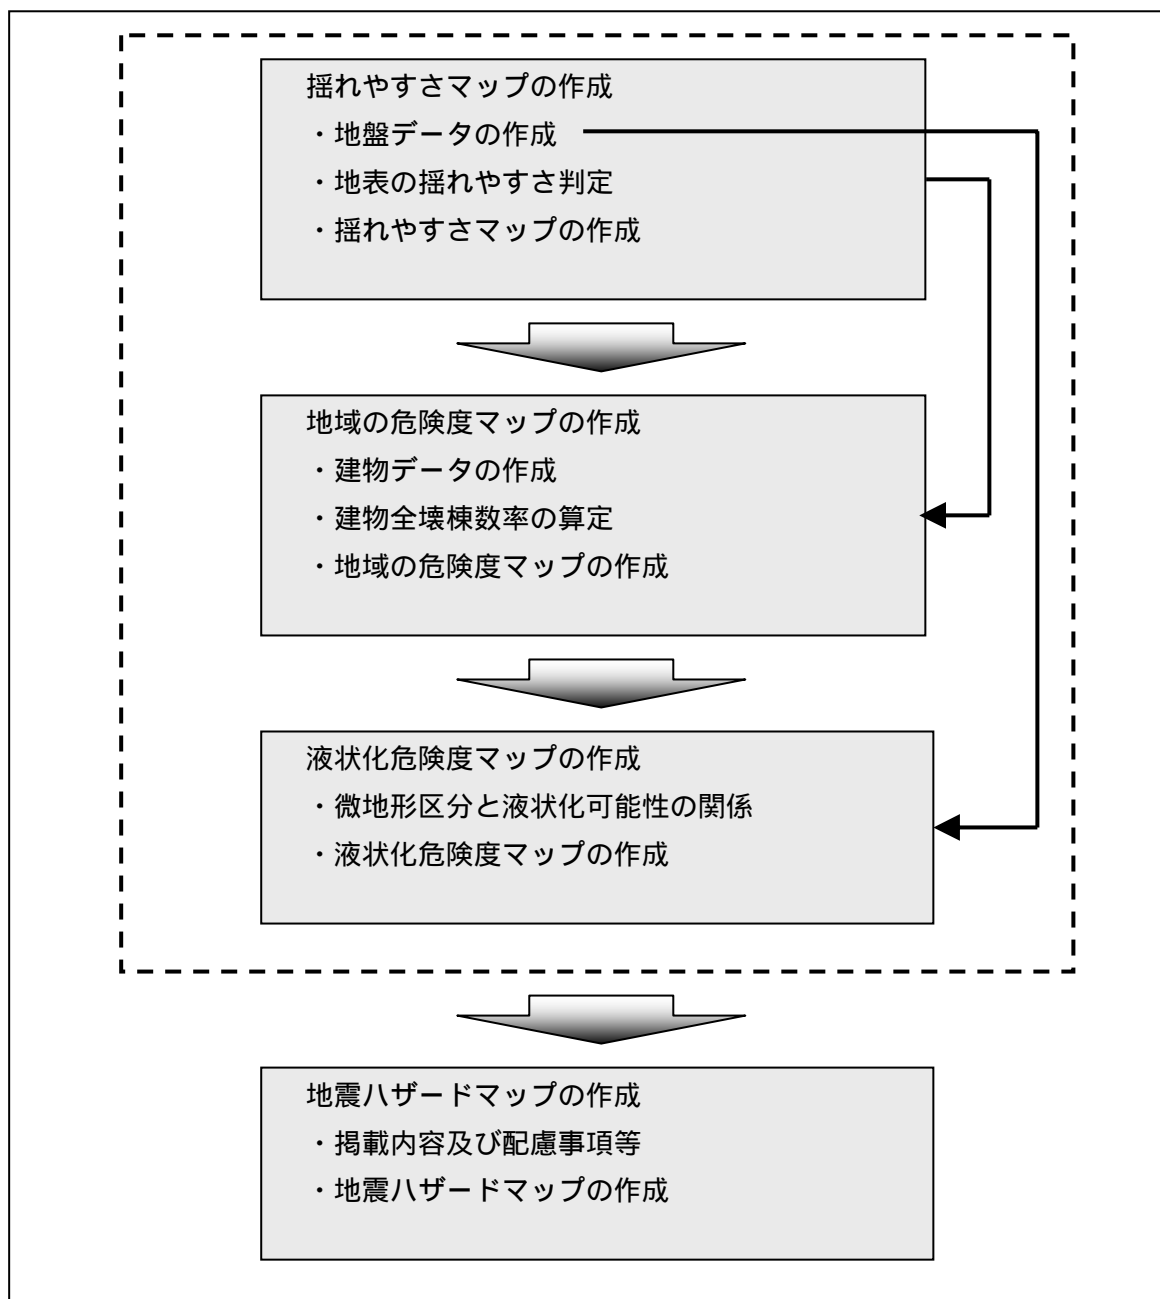 揺れやすさマップの作成
・地盤データの作成
・地表の揺れやすさ判定
・揺れやすさマップの作成
地域の危険度マップの作成
・建物データの作成
・建物全壊棟数率の算定
・地域の危険度マップの作成
液状化危険度マップの作成
・微地形区分と液状化可能性の関係
・液状化危険度マップの作成
地震ハザードマップの作成
・掲載内容及び配慮事項等
・地震ハザードマップの作成